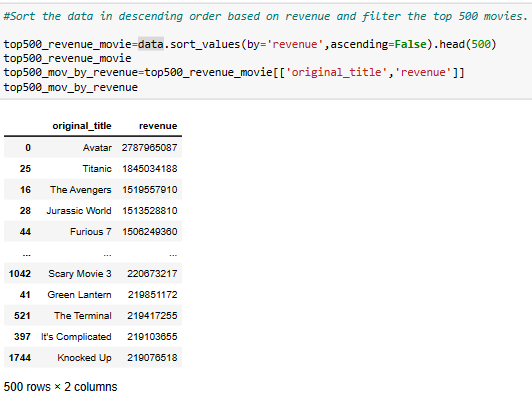 #Sort the data in descending order based on revenue and filter the top 500 movies.
top500_revenue_movie=data.sort_values(by='revenue',ascending=False).head(500)
top500_revenue_movie
top500_mov_by_revenue=top500_revenue_movie[['original_title','revenue']]
top500_mov_by_revenue
original_title revenue
0 Avatar 2787965087
25 Titanic 1845034188
16 The Avengers 1519557910
28 Jurassic World 1513528810
44 Furious 7 1506249360
... ... ...
1042 Scary Movie 3 220673217
41 Green Lantern 219851172
521 The Terminal 219417255
397 It's Complicated 219103655
1744 Knocked Up 219076518
500 rows × 2 columns